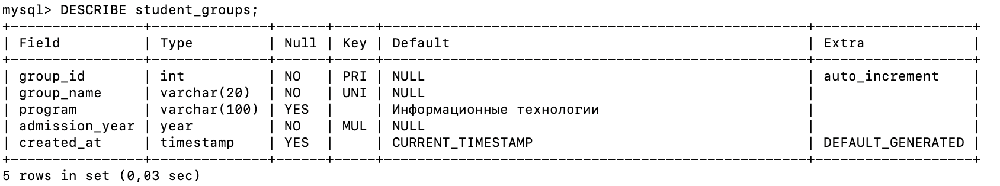 mysql> DESCRIBE student_groups;
+----------------+--------------+------+-----+---------------------------------------------------+-------------------+
| Field          | Type         | Null | Key | Default                                           | Extra             |
+----------------+--------------+------+-----+---------------------------------------------------+-------------------+
| group_id       | int          | NO   | PRI | NULL                                              | auto_increment    |
| group_name     | varchar(20)  | NO   | UNI | NULL                                              |                   |
| program        | varchar(100) | YES  |     | Информационные технологии                         |                   |
| admission_year | year         | NO   | MUL | NULL                                              |                   |
| created_at     | timestamp    | YES  |     | CURRENT_TIMESTAMP                                 | DEFAULT_GENERATED |
+----------------+--------------+------+-----+---------------------------------------------------+-------------------+
5 rows in set (0,03 sec)